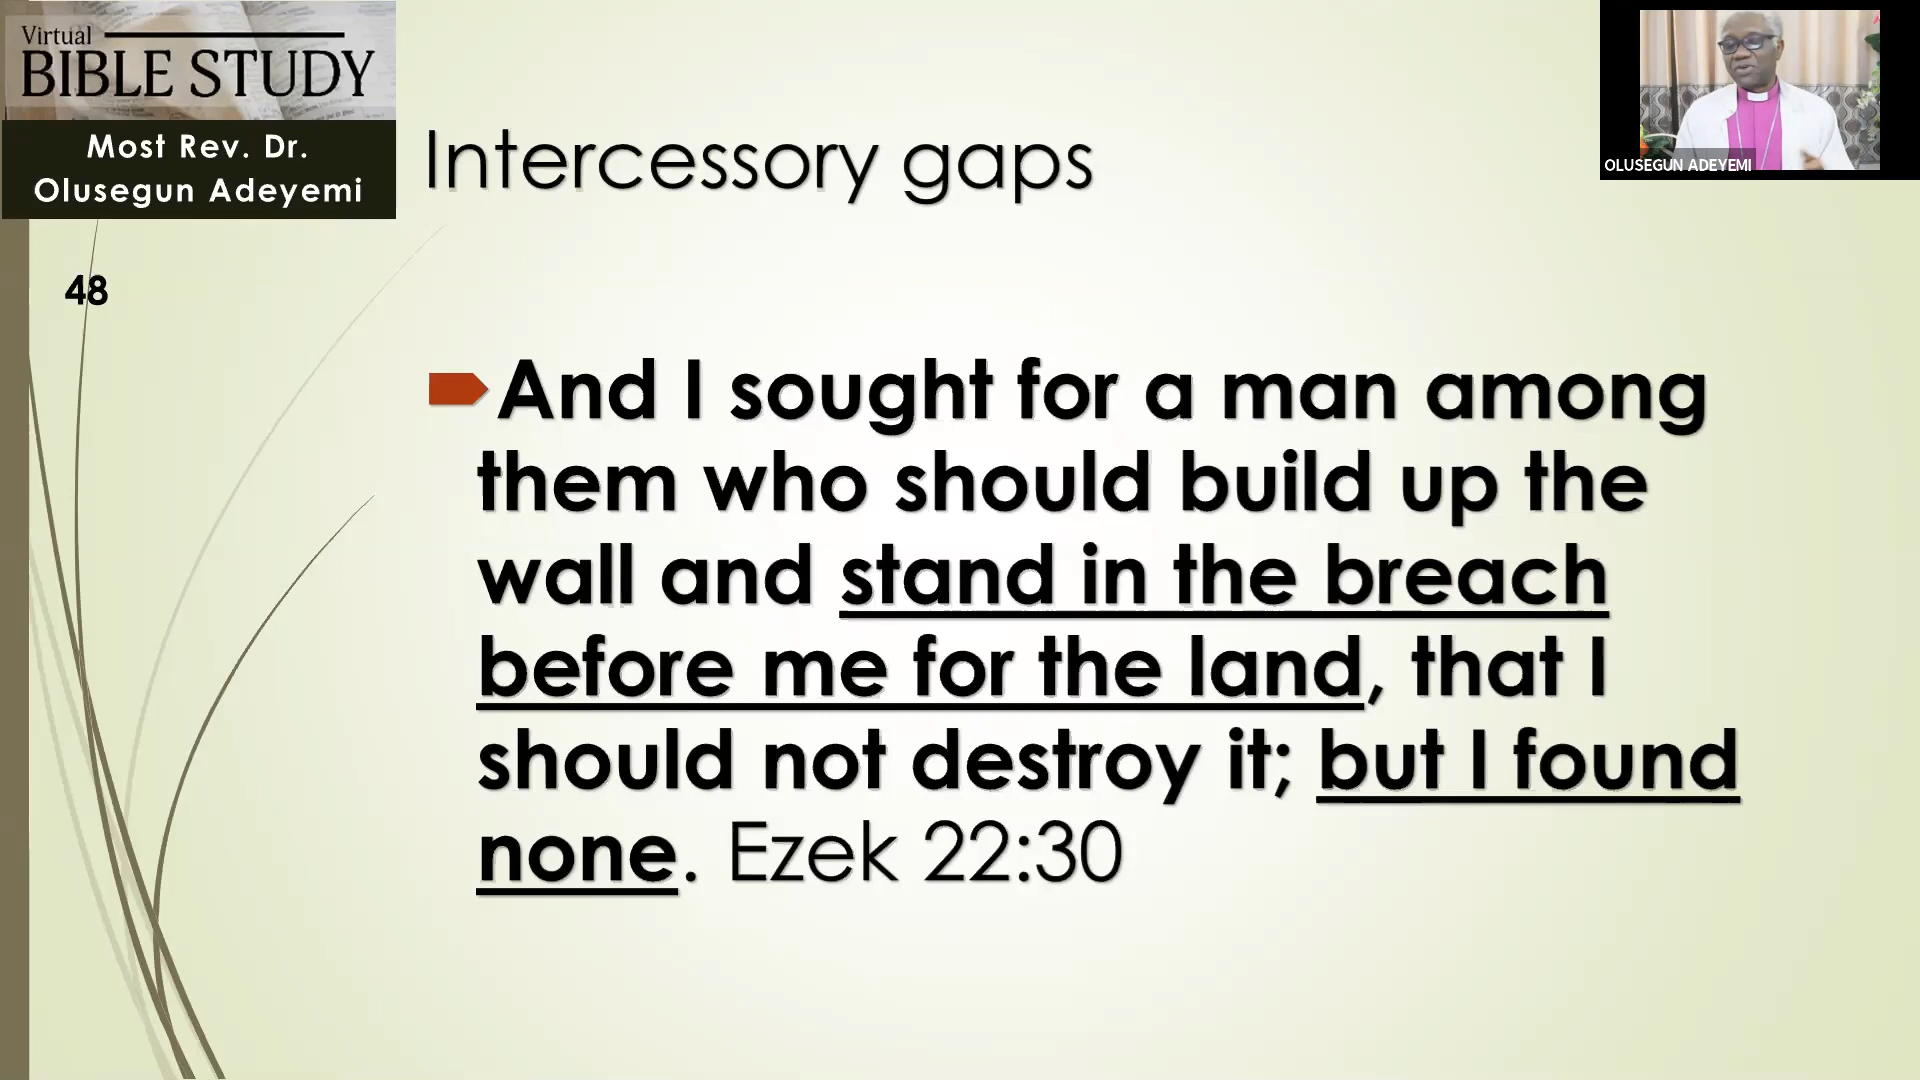 Virtual
BIBLE STUDY
Most Rev. Dr.
Olusegun Adeyemi
Intercessory gaps
OLUSEGUN ADEYEMI
48
And I sought for a man among
them who should build up the
wall and stand in the breach
before me for the land, that I
should not destroy it; but I found
none. Ezek 22:30